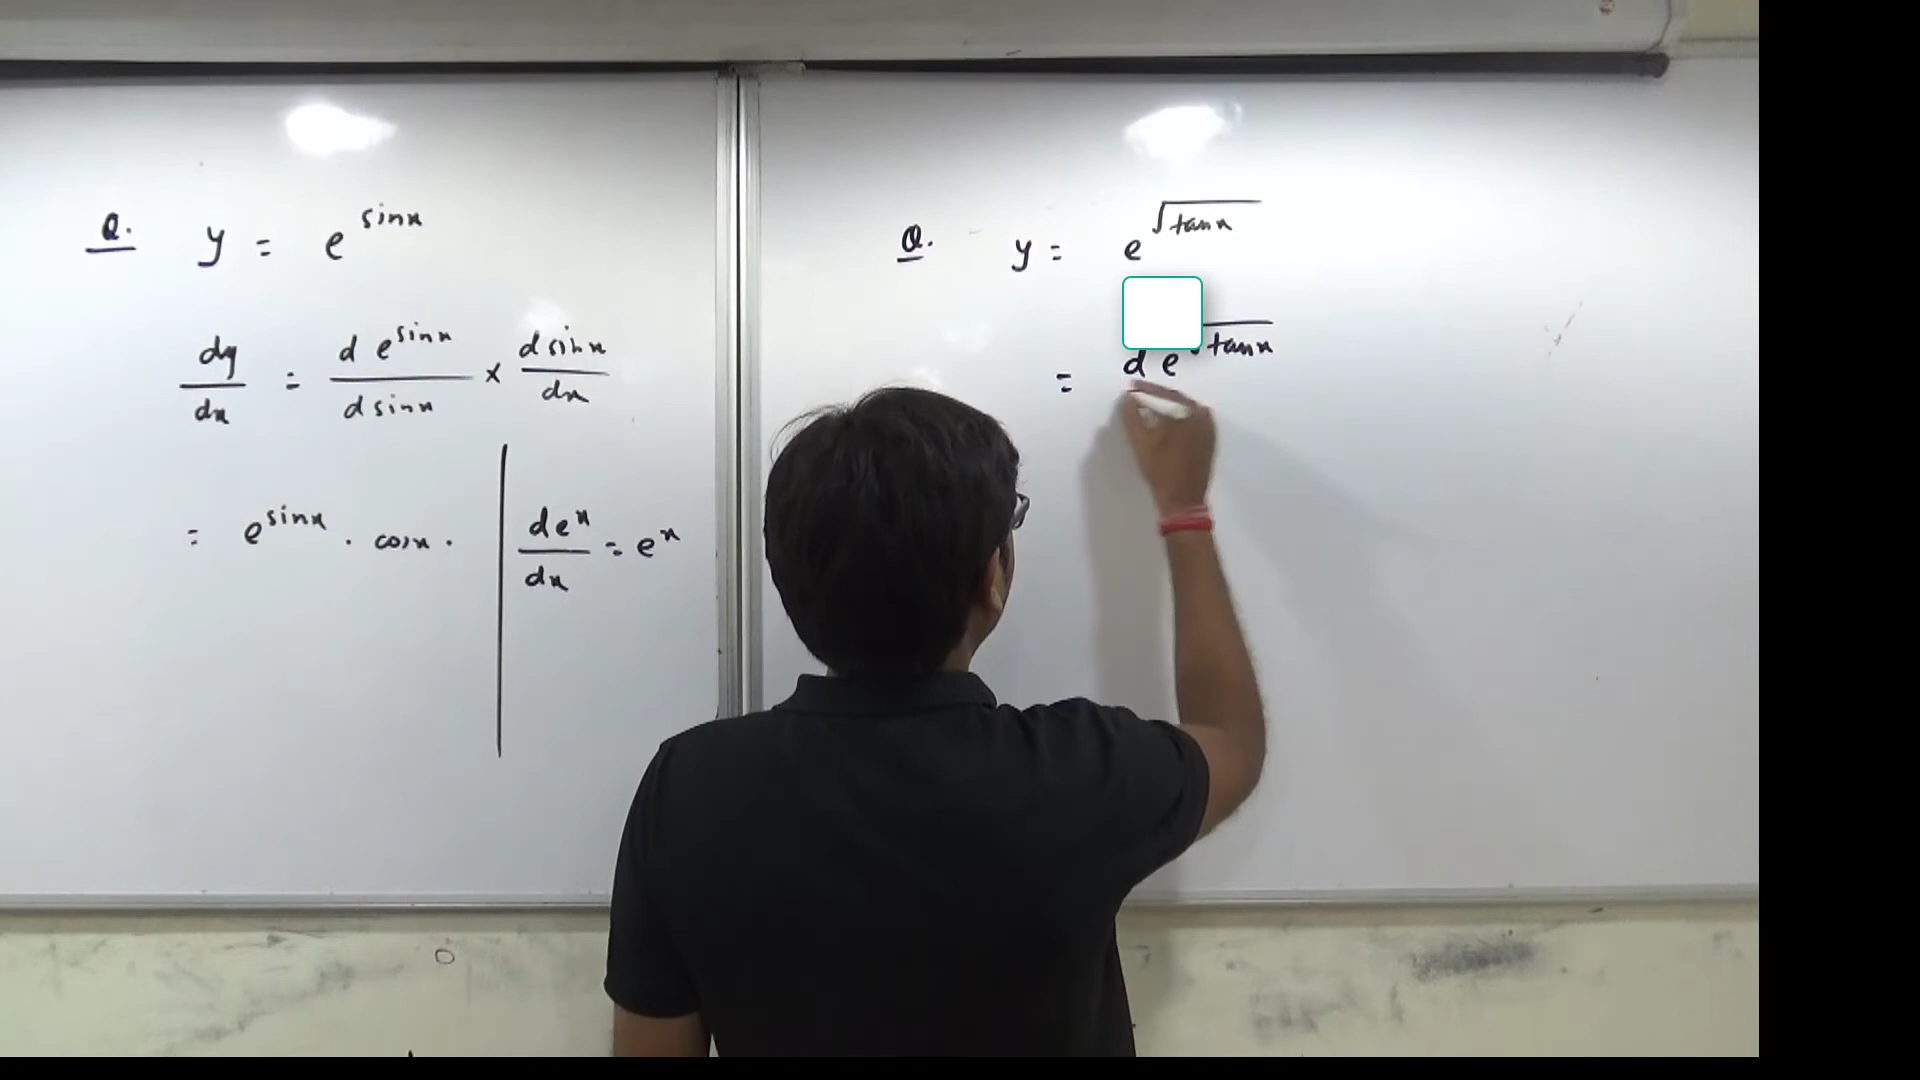 Q. y = e^sinx
dy/dx = d e^sinx / d sinx × d sinx / dx
= e^sinx . cosx .
de^x/dx = e^x
Q. y = e^√tanx
= d e^√tanx